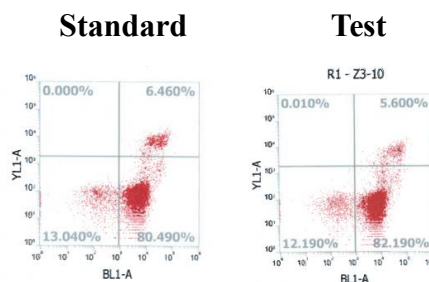 Standard Test
R1 - Z3-10
0.000% 6.460%
13.040% 80.490%
YL1-A
BL1-A
0.010% 5.600%
12.190% 82.190%
YL1-A
BL1-A